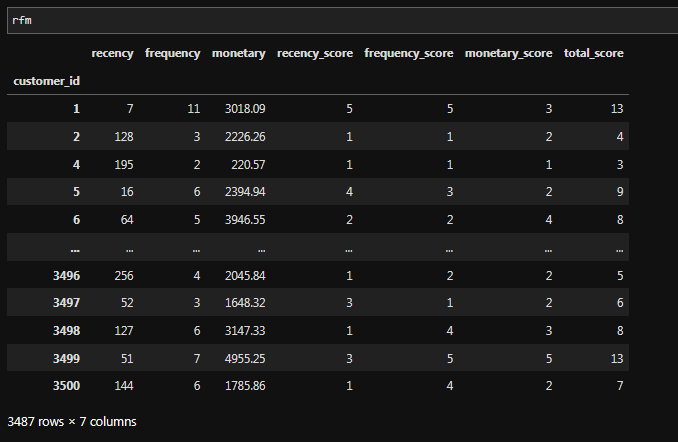 rfm
recency frequency monetary recency_score frequency_score monetary_score total_score
customer_id
1 7 11 3018.09 5 5 3 13
2 128 3 2226.26 1 1 2 4
4 195 2 220.57 1 1 1 3
5 16 6 2394.94 4 3 2 9
6 64 5 3946.55 2 2 4 8
... ... ... ... ... ... ... ...
3496 256 4 2045.84 1 2 2 5
3497 52 3 1648.32 3 1 2 6
3498 127 6 3147.33 1 4 3 8
3499 51 7 4955.25 3 5 5 13
3500 144 6 1785.86 1 4 2 7
3487 rows × 7 columns